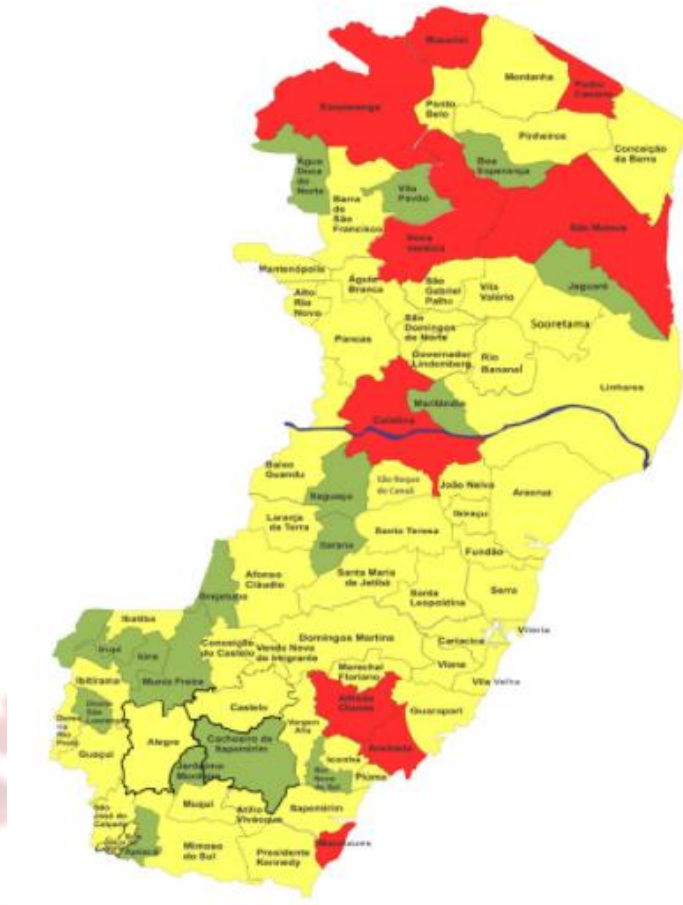 Mucurici
Montanha
Pedro
Canário
Ecoporanga
Ponto
Belo
Pinheiros
Conceição
da Barra
Água
Doce
do
Norte
Boa
Esperança
Vila
Pavão
Barra
de
São
Francisco
Nova
Venécia
São Mateus
Mantenópolis
Águia
Branca
São
Gabriel
Palha
Vila
Valério
Jaguaré
Alto
Rio
Novo
São
Domingos
do Norte
Sooretama
Pancas
Governador
Lindemberg
Rio
Bananal
Linhares
Marilândia
Colatina
Baixo
Guandu
São Roque
do Canaã
João Neiva
Aracruz
Itaguaçu
Ibiraçu
Laranja
da Terra
Santa Teresa
Itarana
Fundão
Afonso
Cláudio
Santa Maria
de Jetibá
Santa
Leopoldina
Serra
Brejetuba
Ibatiba
Vitória
Conceição
do Castelo
Venda Nova
do Imigrante
Domingos Martins
Cariacica
Irupi
Iúna
Viana
Marechal
Floriano
Vila Velha
Ibitirama
Muniz Freire
Alfredo
Chaves
Guarapari
Castelo
Divino
São
Lourenço
Vargem
Alta
Alegre
Cachoeiro de
Itapemirim
Anchieta
Guaçuí
Iconha
Jerônimo
Monteiro
Rio
Novo
do Sul
Piúma
São
José do
Calçado
Muqui
Atílio
Vivacqua
Itapemirim
Mimoso
do Sul
Presidente
Kennedy